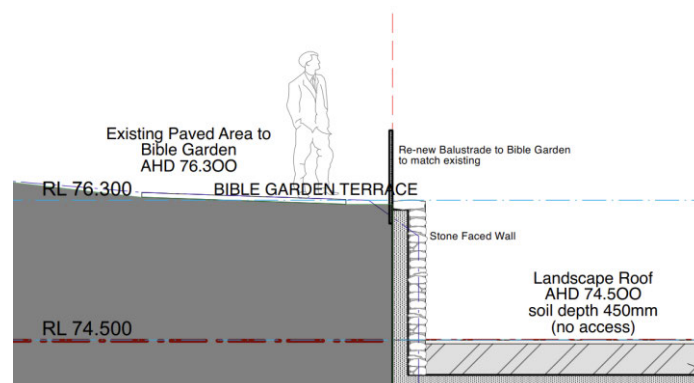 Existing Paved Area to
Bible Garden
AHD 76.3OO
Re-new Balustrade to Bible Garden
to match existing
RL 76.300
BIBLE GARDEN TERRACE
Stone Faced Wall
Landscape Roof
AHD 74.5OO
soil depth 450mm
(no access)
RL 74.500